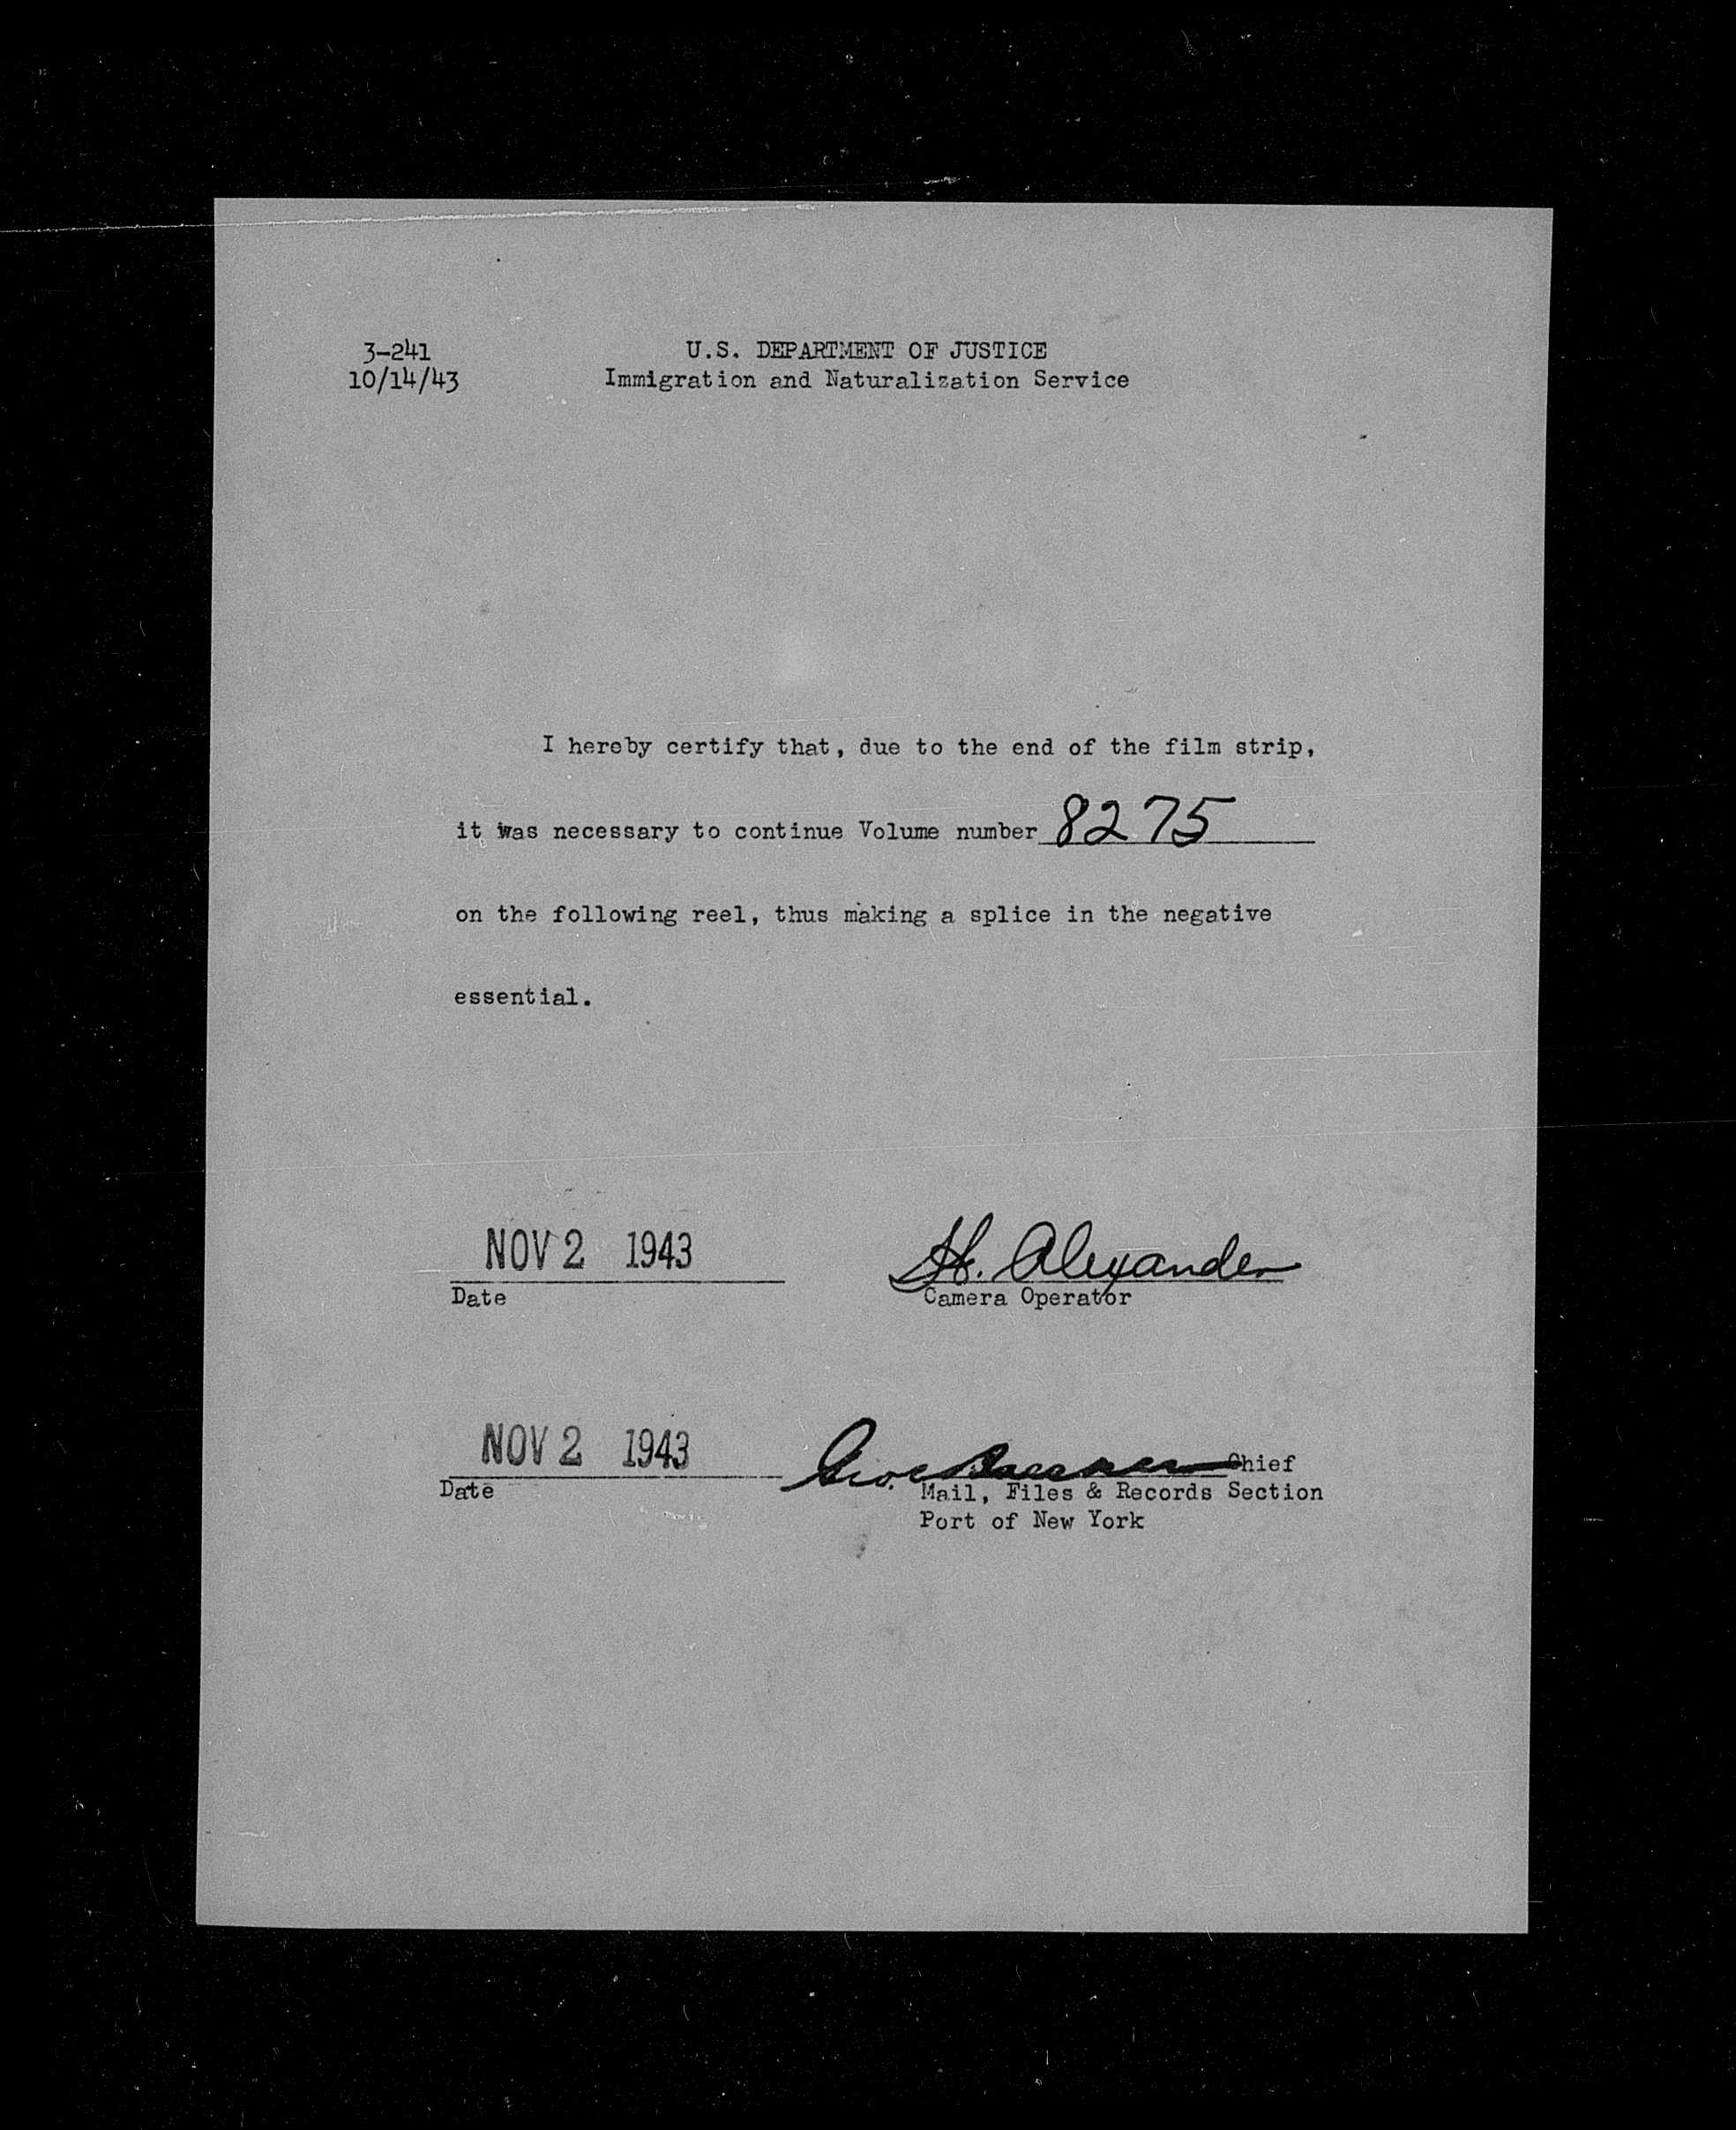 3-241
10/14/43
U.S. DEPARTMENT OF JUSTICE
Immigration and Naturalization Service
I hereby certify that, due to the end of the film strip,
it was necessary to continue Volume number 8275
on the following reel, thus making a splice in the negative
essential.
NOV 2 1943
Date
H. Alexander
Camera Operator
NOV 2 1943
Date
Geo. Chief
Mail, Files & Records Section
Port of New York